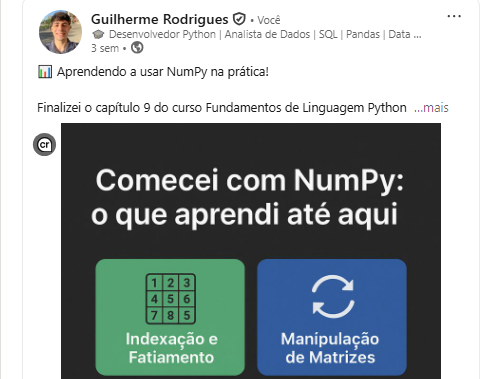 Guilherme Rodrigues • Você
Desenvolvedor Python | Analista de Dados | SQL | Pandas | Data ...
3 sem •
Aprendendo a usar NumPy na prática!
Finalizei o capítulo 9 do curso Fundamentos de Linguagem Python ...mais
cr
Comecei com NumPy:
o que aprendi até aqui
1 2 3
4 5 6
7 8 5
Indexação e
Fatiamento
Manipulação
de Matrizes